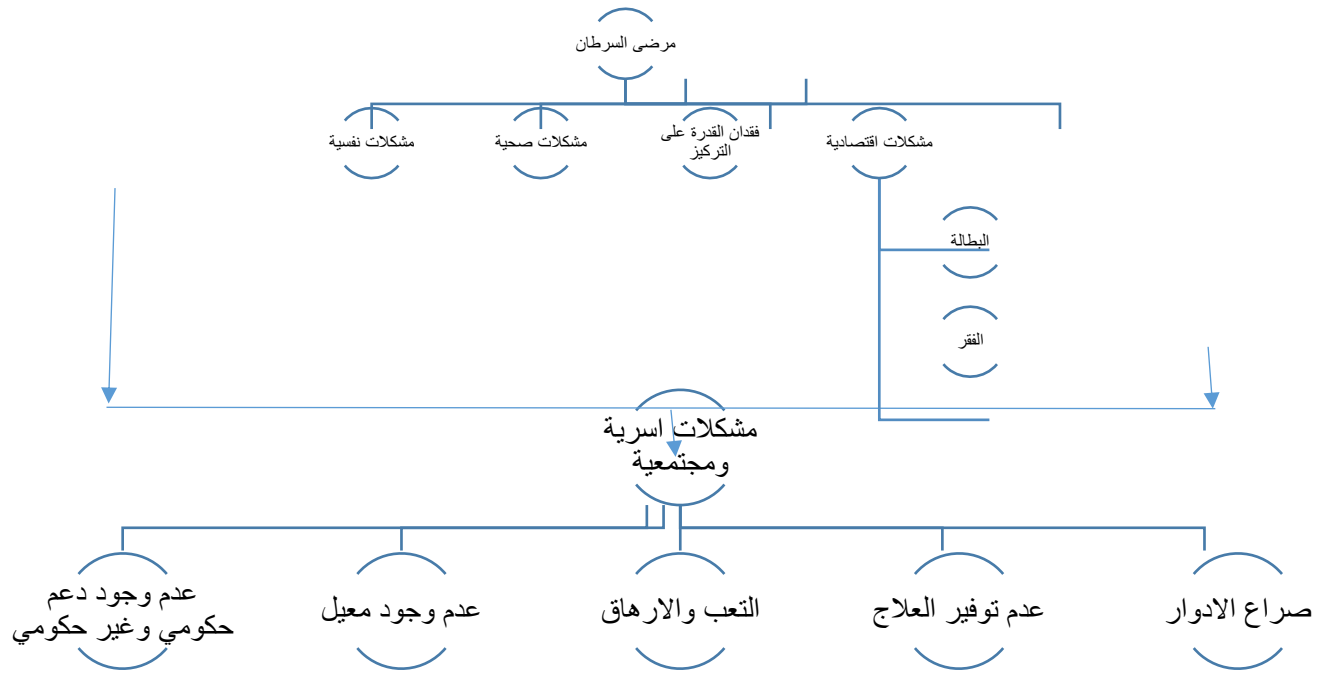 مرضى السرطان
مشكلات اقتصادية
فقدان القدرة على
التركيز
مشكلات صحية
مشكلات نفسية
البطالة
الفقر
مشكلات اسرية
ومجتمعية
صراع الادوار
عدم توفير العلاج
التعب والارهاق
عدم وجود معيل
عدم وجود دعم
حكومي وغير حكومي